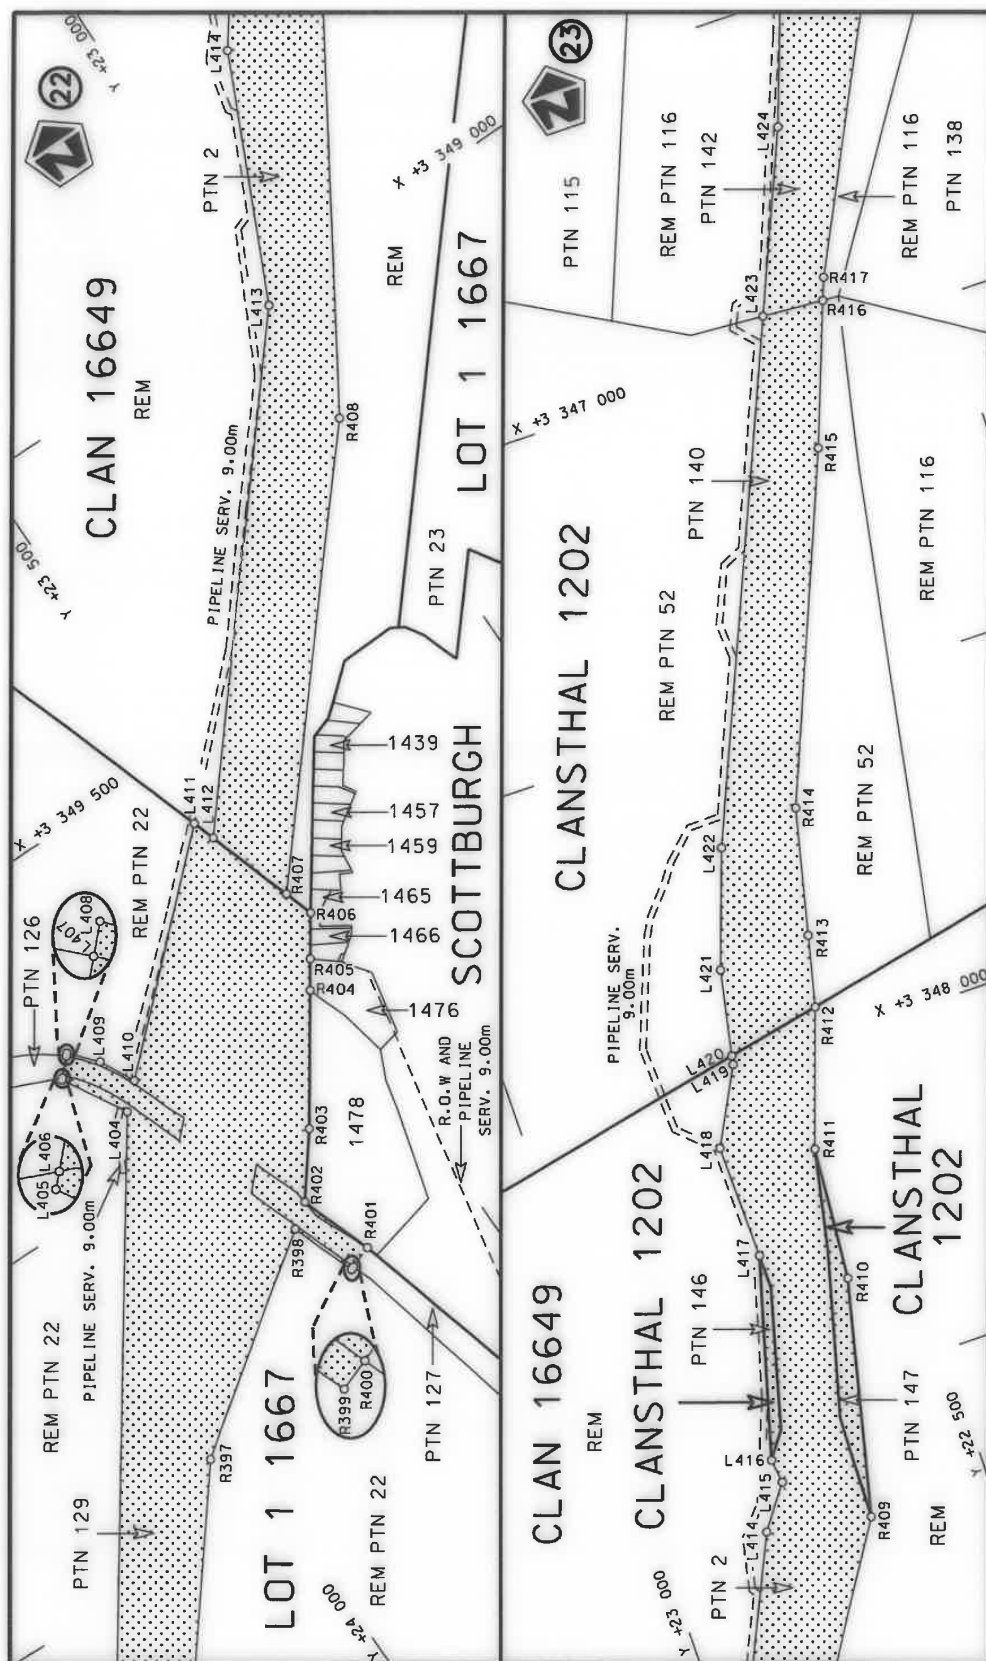 22
N
Y +23 000
L414
PTN 2
X +3 349 000
REM
LOT 1 1667
CLAN 16649
REM
L413
R408
Y +23 500
PIPELINE SERV. 9.00m
PTN 23
1439
1457
1459
1465
1466
1476
SCOTTBURGH
X +3 349 500
L411
L412
REM PTN 22
R407
R406
R405
R404
PTN 126
L407
L408
L409
L410
L404
L405
L406
PIPELINE SERV. 9.00m
R.O.W AND
PIPELINE
SERV. 9.00m
1478
R403
R402
R401
R398
R399
R400
PTN 127
REM PTN 22
R397
LOT 1 1667
REM PTN 22
PTN 129
Y +24 000
23
N
PTN 115
REM PTN 116
PTN 142
L424
REM PTN 116
PTN 138
L423
R417
R416
X +3 347 000
PTN 140
R415
REM PTN 116
CLANSTHAL 1202
REM PTN 52
R414
REM PTN 52
L422
L421
R413
PIPELINE SERV.
9.00m
X +3 348 000
L420
L419
R412
L418
R411
CLANSTHAL
1202
L417
R410
CLAN 16649
REM
CLANSTHAL 1202
PTN 146
PTN 147
Y +22 500
L416
L415
L414
R409
REM
PTN 2
Y +23 000